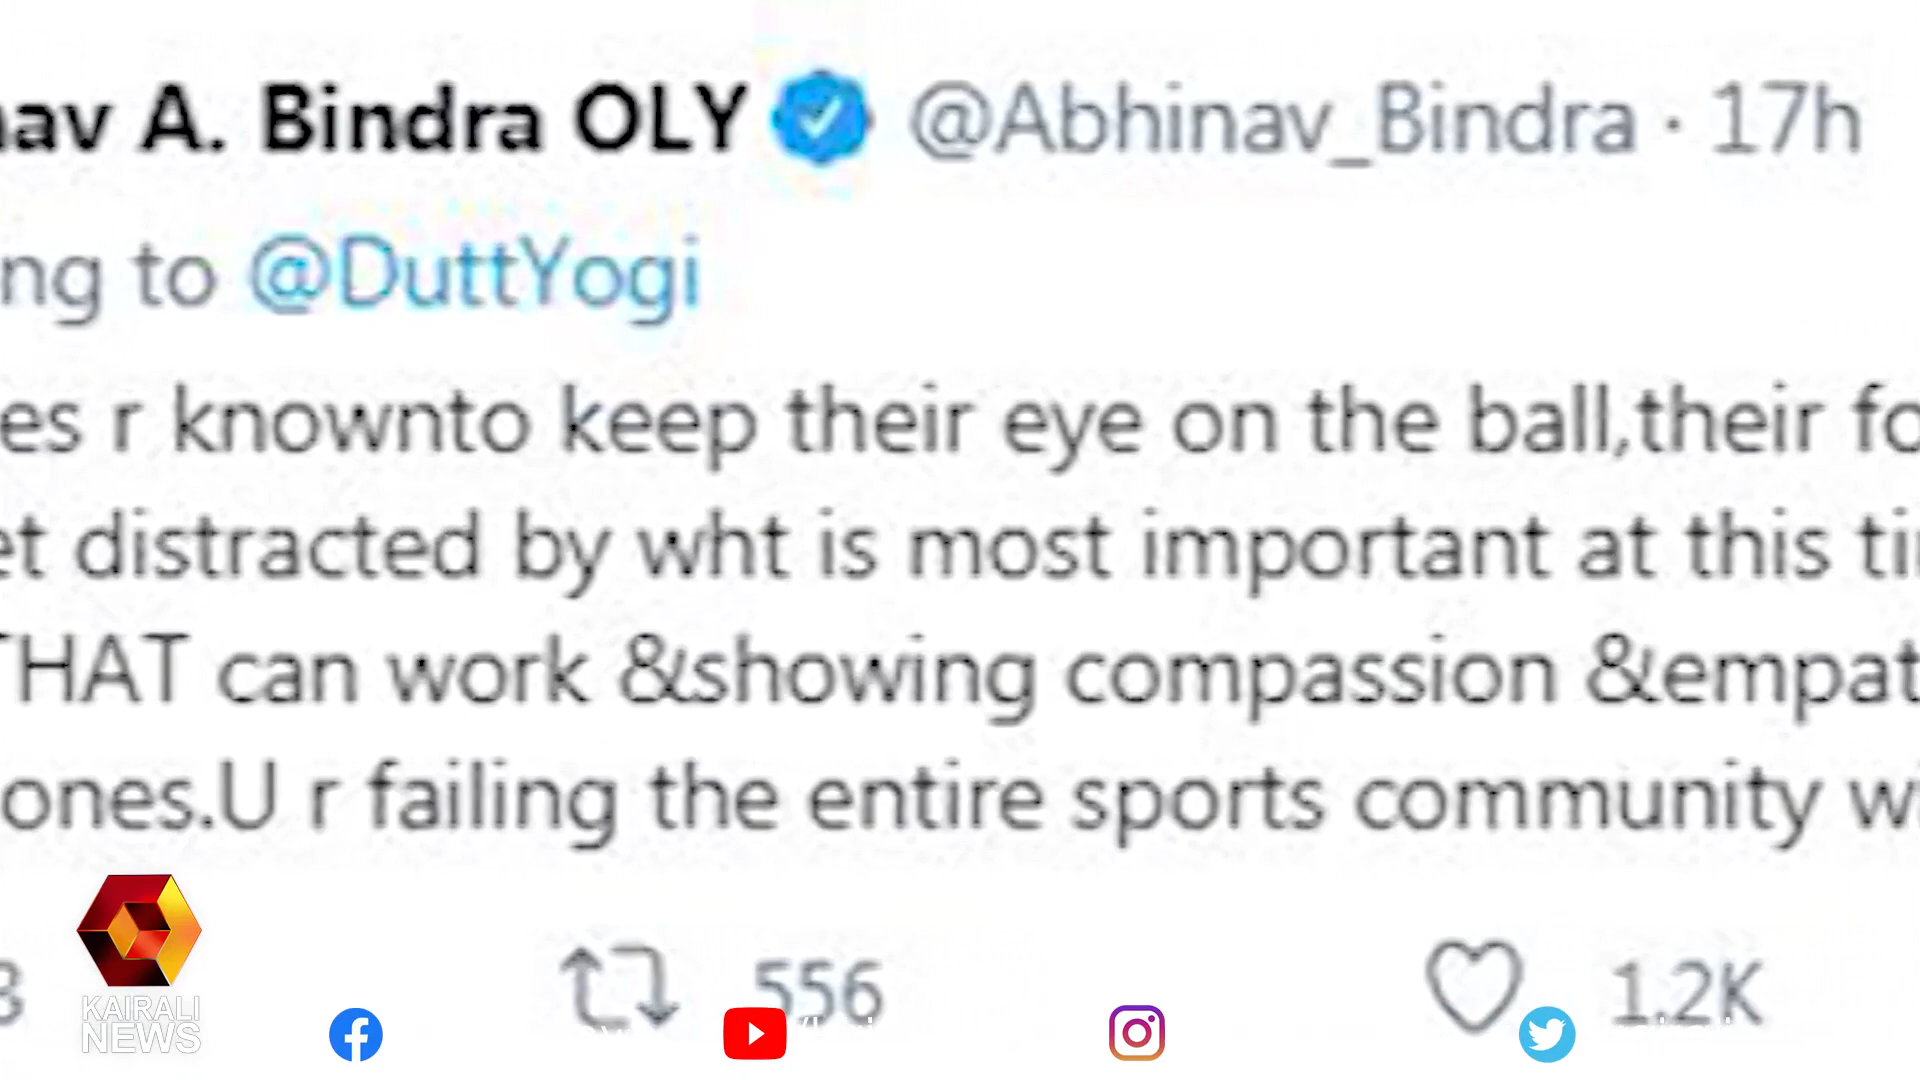 nav A. Bindra OLY @Abhinav_Bindra · 17h
ng to @DuttYogi
es r knownto keep their eye on the ball,their fo
et distracted by wht is most important at this ti
THAT can work &showing compassion &empat
ones.U r failing the entire sports community w
556 1.2K
KAIRALI
NEWS